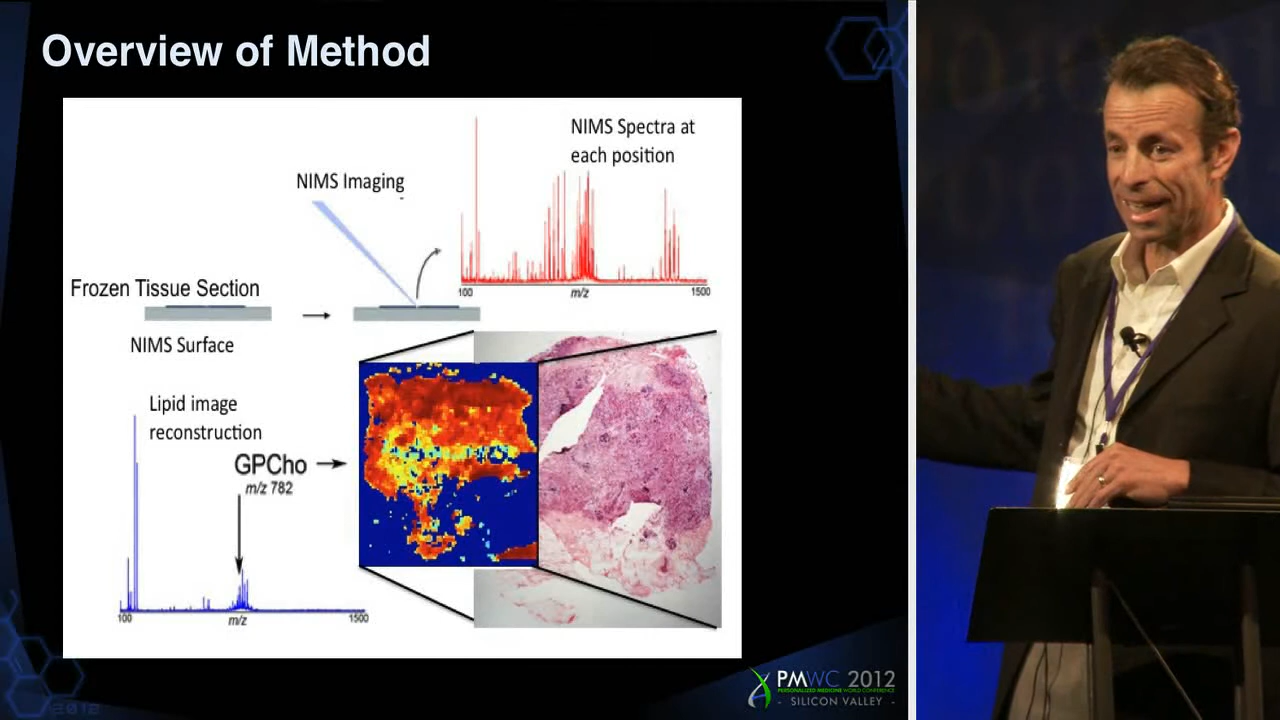 Overview of Method
NIMS Spectra at
each position
NIMS Imaging
100
m/z
1500
Frozen Tissue Section
NIMS Surface
Lipid image
reconstruction
GPCho
m/z 782
100
m/z
1500
PMWC 2012
PERSONALIZED MEDICINE WORLD CONFERENCE
- SILICON VALLEY -
2012